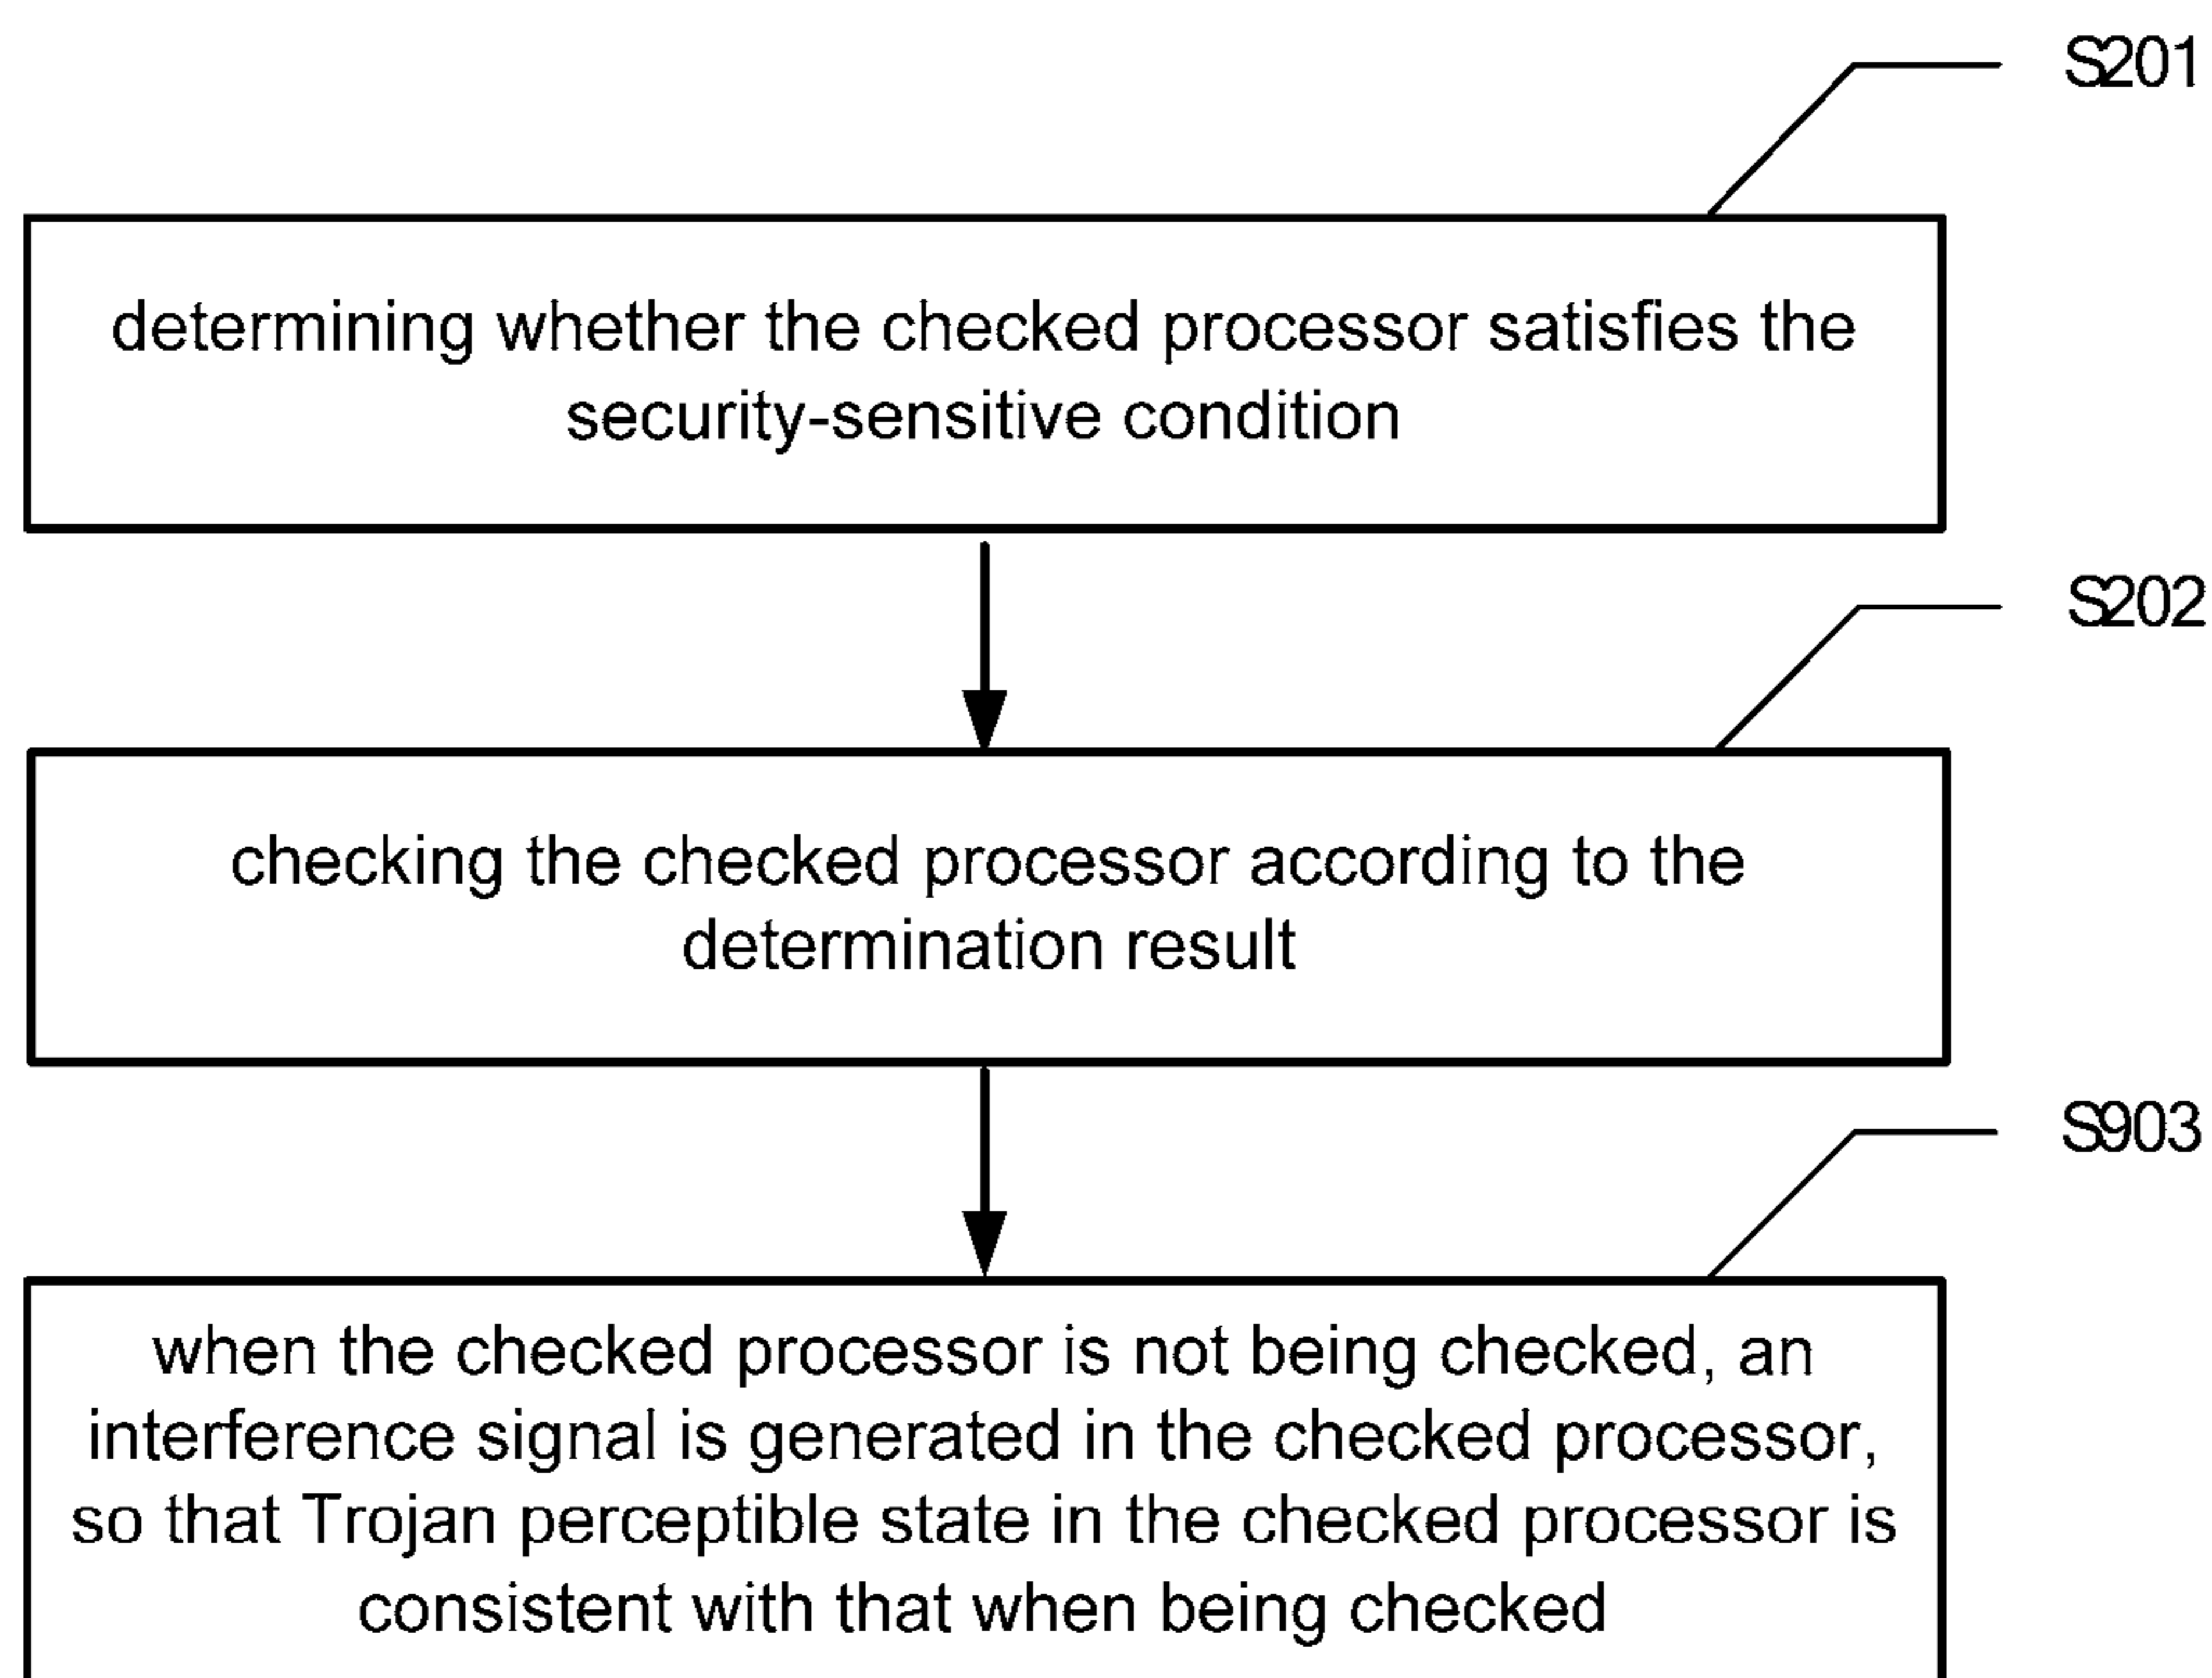 S201
determining whether the checked processor satisfies the
security-sensitive condition
S202
checking the checked processor according to the
determination result
S903
when the checked processor is not being checked, an
interference signal is generated in the checked processor,
so that Trojan perceptible state in the checked processor is
consistent with that when being checked